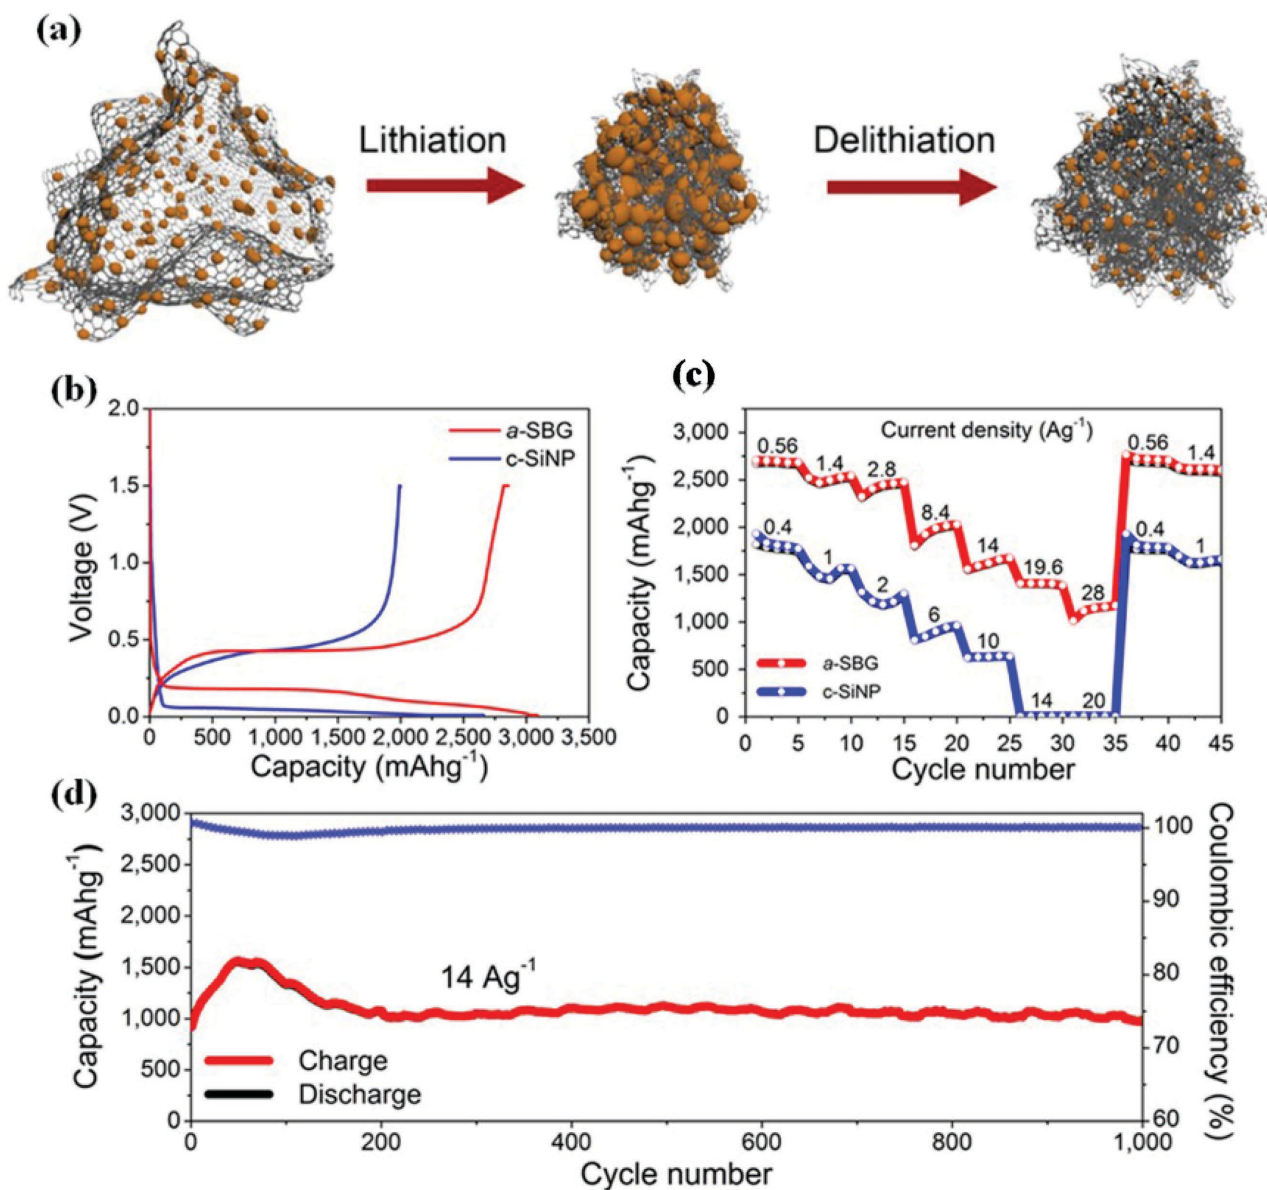 (a)
Lithiation
Delithiation
(b)
2.0
1.5
1.0
0.5
0.0
Voltage (V)
a-SBG
c-SiNP
0 500 1,000 1,500 2,000 2,500 3,000 3,500
Capacity (mAhg⁻¹)
(c)
3,000
2,500
2,000
1,500
1,000
500
0
Capacity (mAhg⁻¹)
Current density (Ag⁻¹)
0.56 1.4 2.8 8.4 14 19.6 28 0.56 1.4
0.4 1 2 6 10 14 20 0.4 1
a-SBG
c-SiNP
0 5 10 15 20 25 30 35 40 45
Cycle number
(d)
3,000
2,500
2,000
1,500
1,000
500
0
Capacity (mAhg⁻¹)
14 Ag⁻¹
Charge
Discharge
100
90
80
70
60
Coulombic efficiency (%)
0 200 400 600 800 1,000
Cycle number